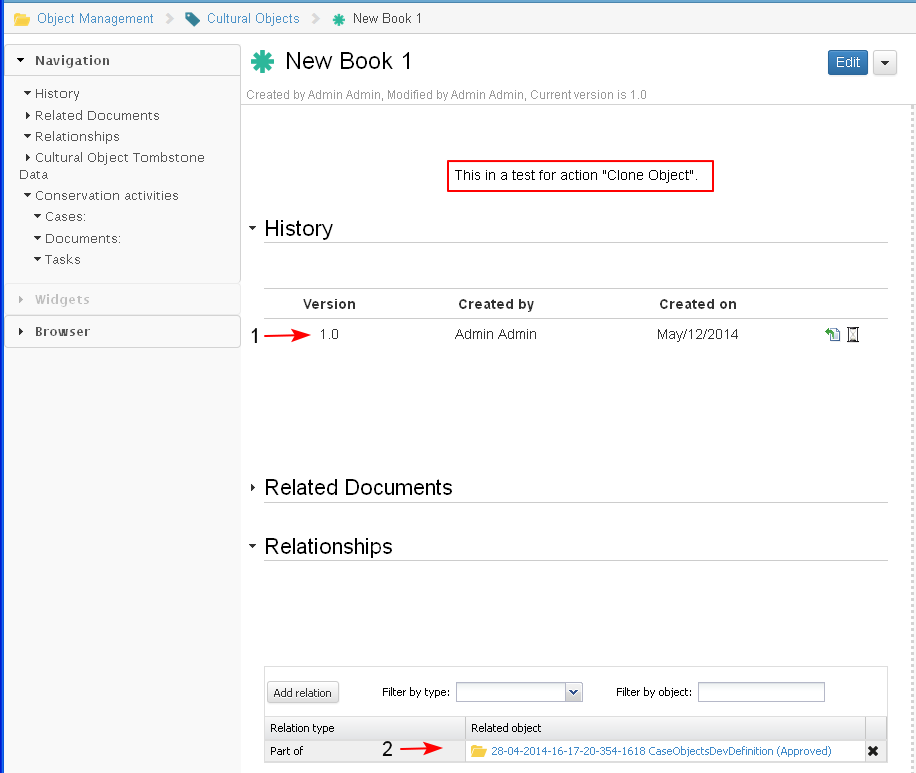 Object Management Cultural Objects New Book 1
Navigation
History
Related Documents
Relationships
Cultural Object Tombstone
Data
Conservation activities
Cases:
Documents:
Tasks
Widgets
Browser
New Book 1
Edit
Created by Admin Admin, Modified by Admin Admin, Current version is 1.0
This in a test for action "Clone Object".
History
Version Created by Created on
1 1.0 Admin Admin May/12/2014
Related Documents
Relationships
Add relation Filter by type: Filter by object:
Relation type Related object
Part of 2 28-04-2014-16-17-20-354-1618 CaseObjectsDevDefinition (Approved)